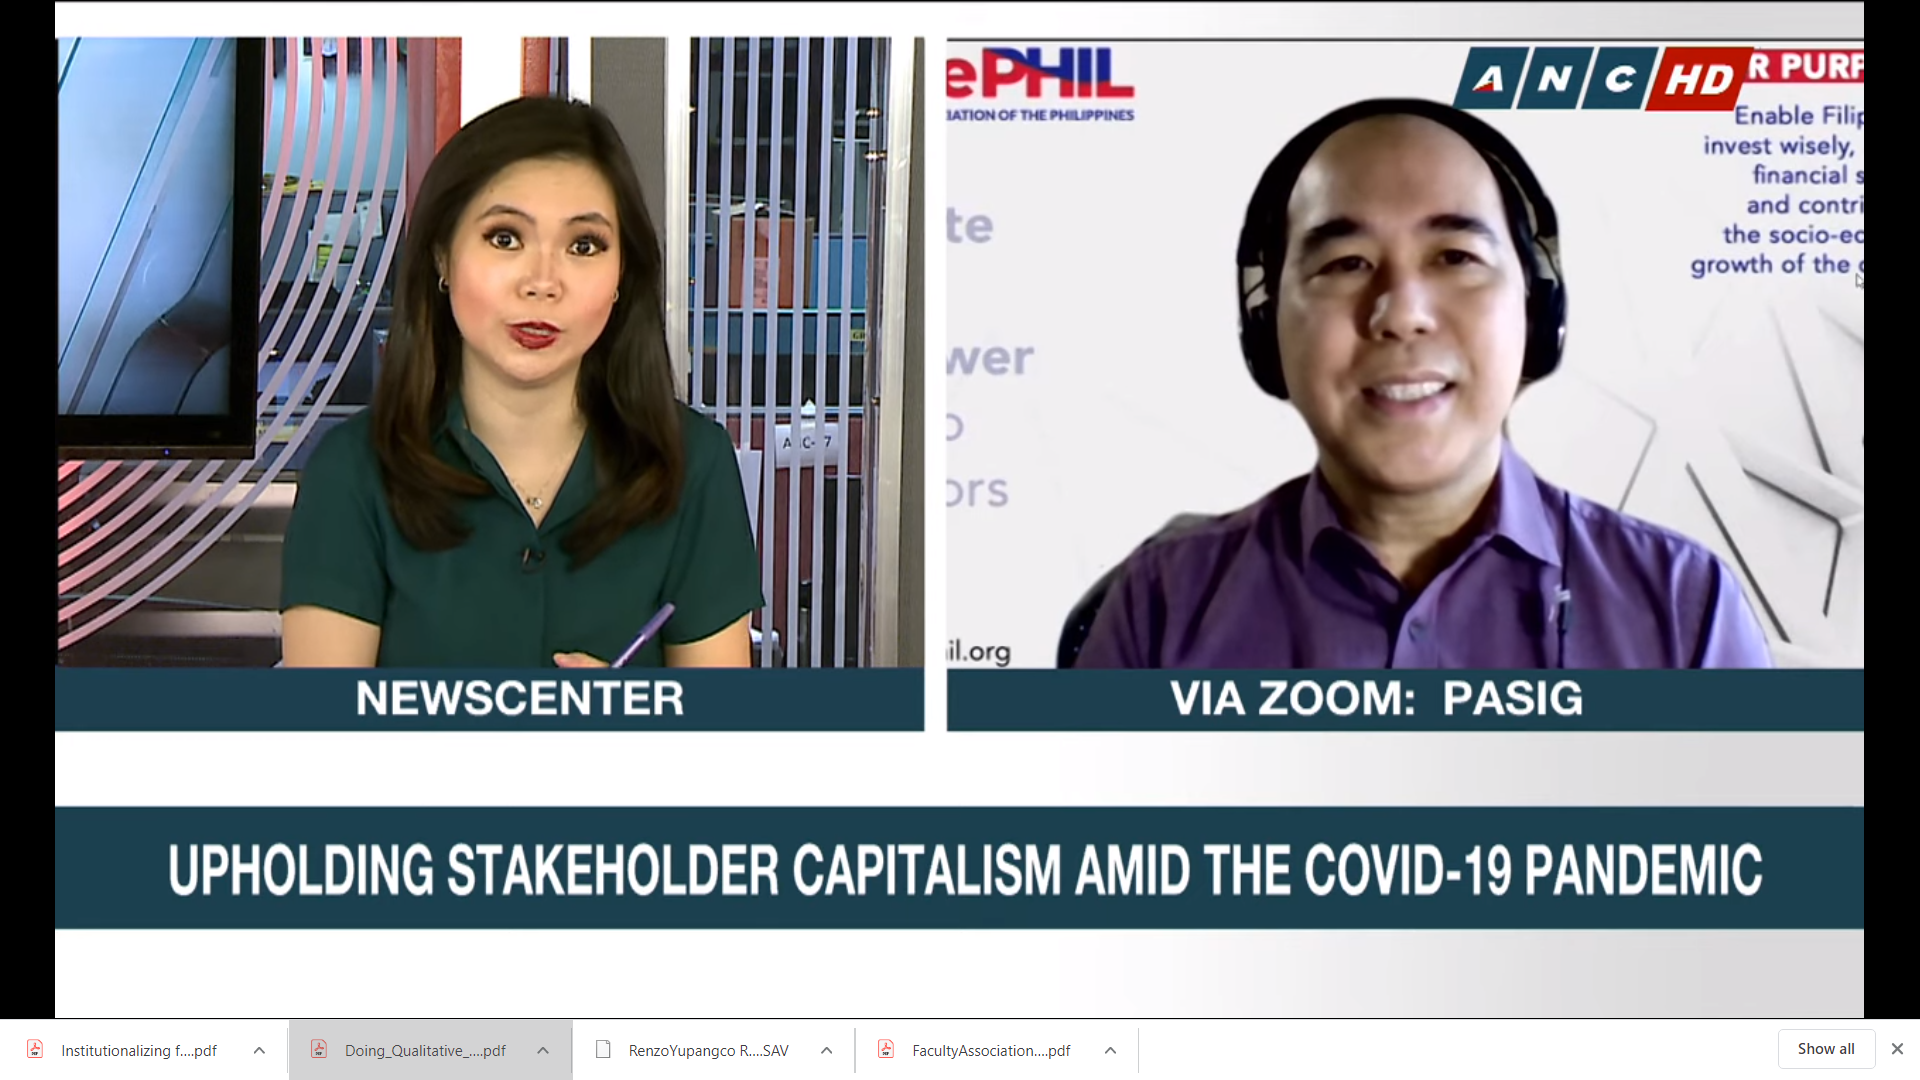 ePHIL
IATION OF THE PHILIPPINES
te
wer
o
ors
il.org
ANC HD
R PURP
Enable Filip
invest wisely,
financial s
and contri
the socio-ec
growth of the
NEWSCENTER
VIA ZOOM: PASIG
UPHOLDING STAKEHOLDER CAPITALISM AMID THE COVID-19 PANDEMIC
Institutionalizing f....pdf
Doing_Qualitative_....pdf
RenzoYupangco R....SAV
FacultyAssociation....pdf
Show all